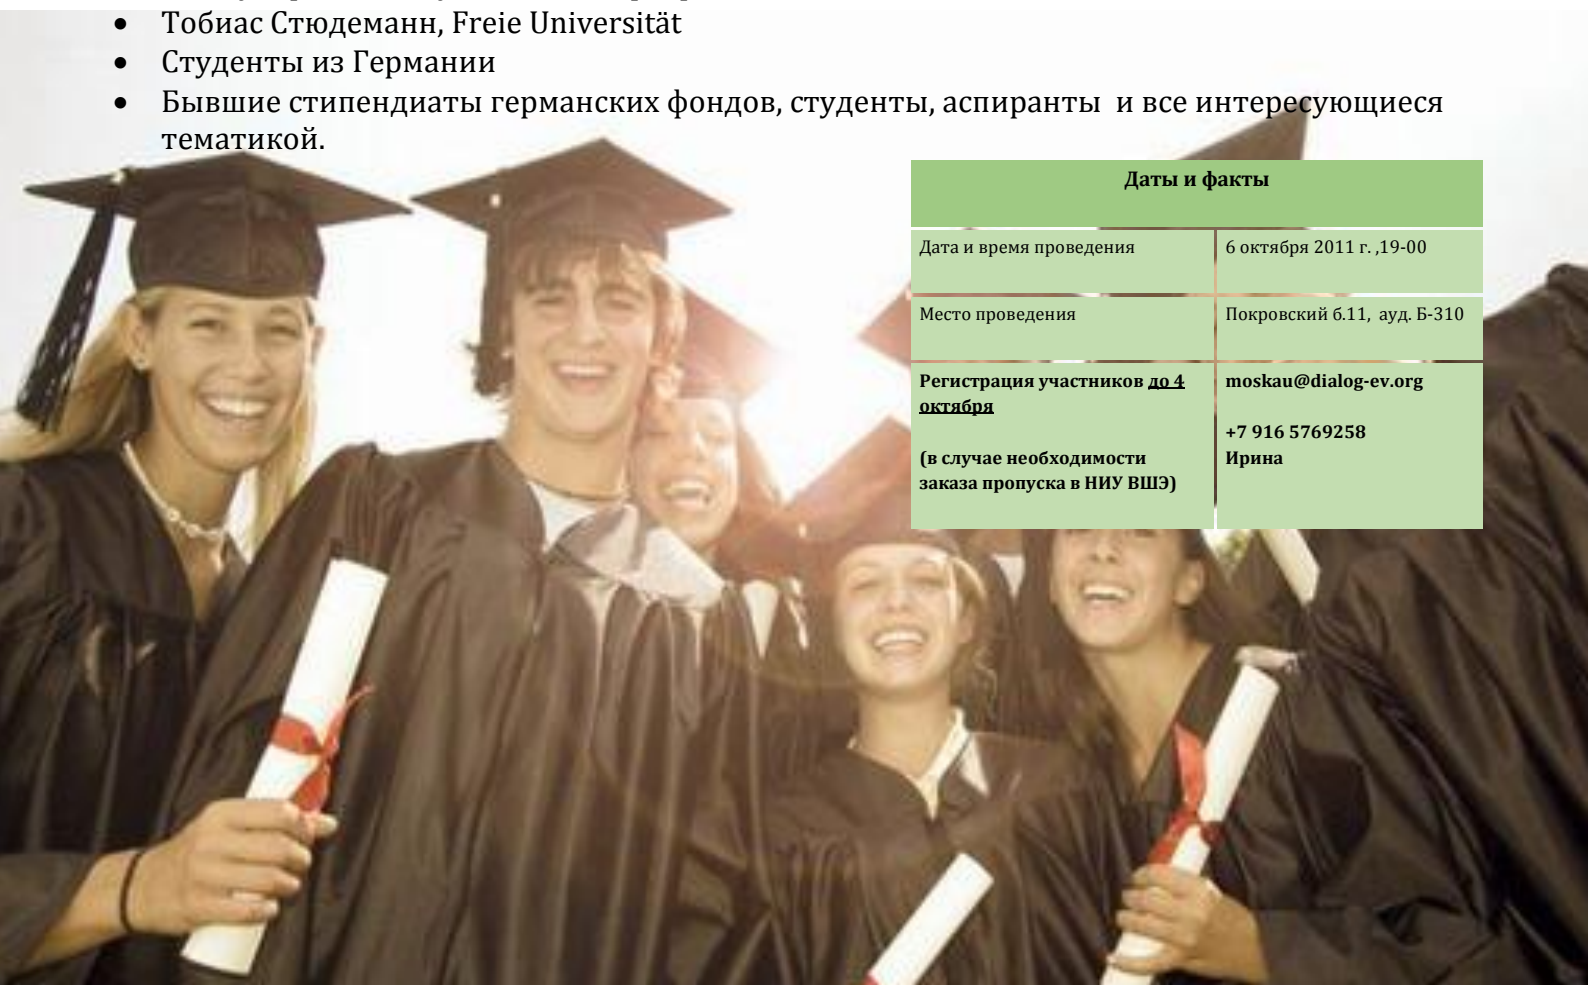 Тобиас Стюдеманн, Freie Universität
Студенты из Германии
Бывшие стипендиаты германских фондов, студенты, аспиранты и все интересующиеся
тематикой.
Даты и факты
Дата и время проведения
6 октября 2011 г. ,19-00
Место проведения
Покровский б.11, ауд. Б-310
Регистрация участников до 4
октября
(в случае необходимости
заказа пропуска в НИУ ВШЭ)
moskau@dialog-ev.org
+7 916 5769258
Ирина